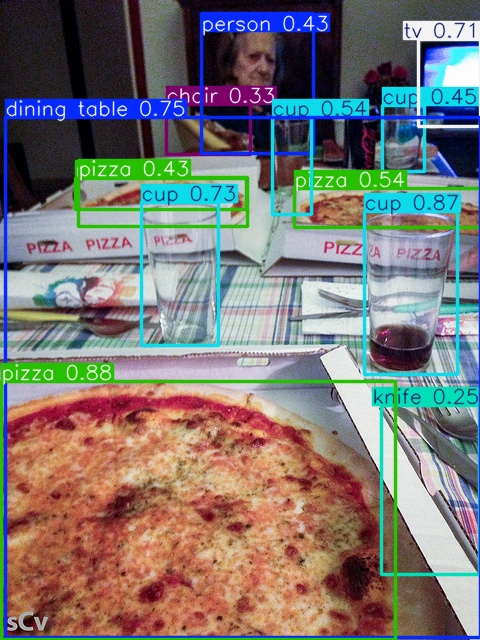 person 0.43
tv 0.71
chair 0.33
cup 0.54
cup 0.45
dining table 0.75
pizza 0.43
pizza 0.54
cup 0.73
cup 0.87
PIZZA PIZZA PIZZA
PIZZA PIZZA
pizza 0.88
knife 0.25
sCv